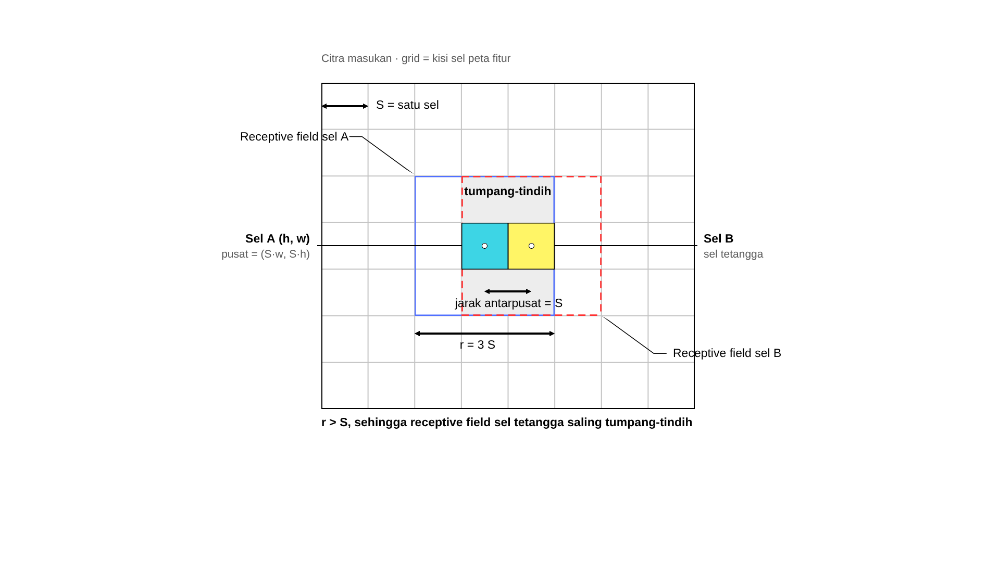 Citra masukan · grid = kisi sel peta fitur
S = satu sel
Receptive field sel A
tumpang-tindih
Sel A (h, w)
pusat = (S·w, S·h)
Sel B
sel tetangga
jarak antarpusat = S
r = 3 S
Receptive field sel B
r > S, sehingga receptive field sel tetangga saling tumpang-tindih